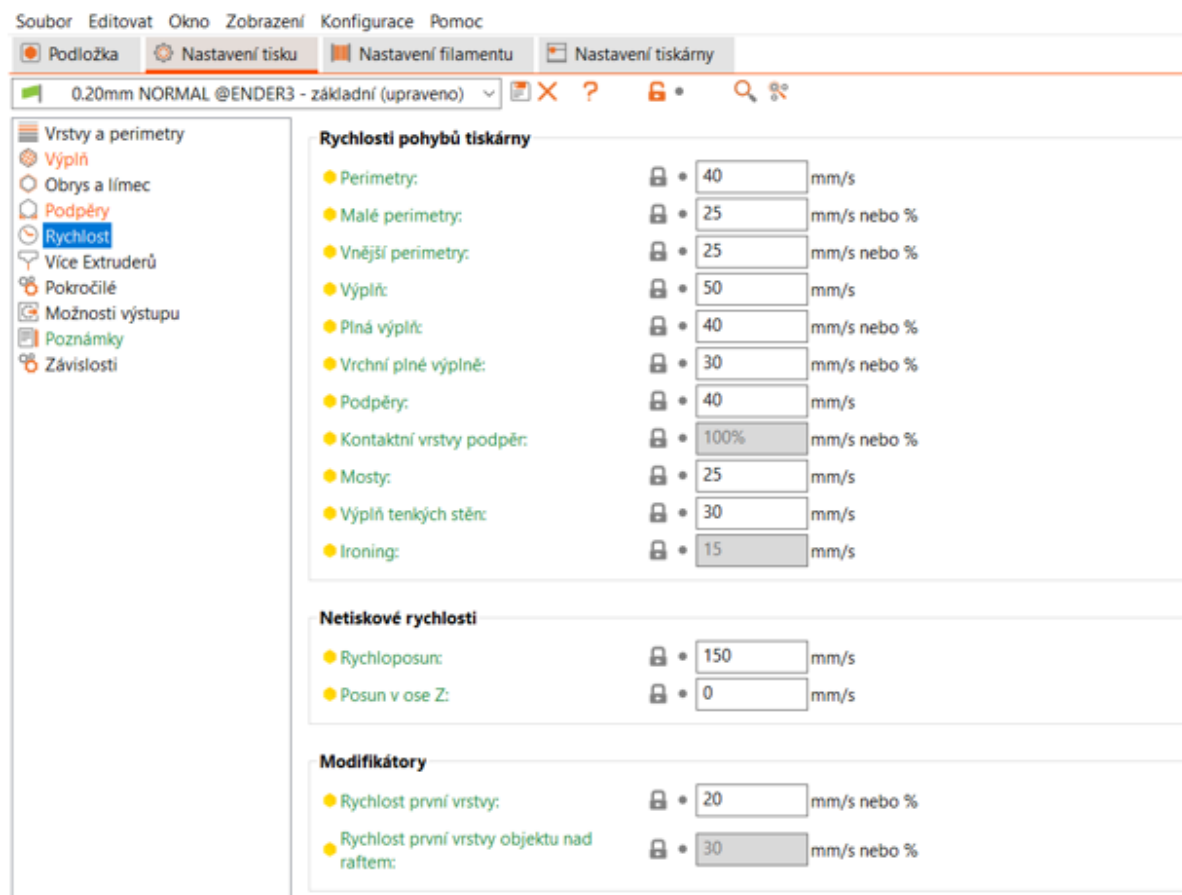 Soubor Editovat Okno Zobrazení Konfigurace Pomoc
Podložka Nastavení tisku Nastavení filamentu Nastavení tiskárny
0.20mm NORMAL @ENDER3 - základní (upraveno) ?
Vrstvy a perimetry
Výplň
Obrys a límec
Podpěry
Rychlost
Více Extruderů
Pokročilé
Možnosti výstupu
Poznámky
Závislosti
Rychlosti pohybů tiskárny
Perimetry: 40 mm/s
Malé perimetry: 25 mm/s nebo %
Vnější perimetry: 25 mm/s nebo %
Výplň: 50 mm/s
Plná výplň: 40 mm/s nebo %
Vrchní plné výplně: 30 mm/s nebo %
Podpěry: 40 mm/s
Kontaktní vrstvy podpěr: 100% mm/s nebo %
Mosty: 25 mm/s
Výplň tenkých stěn: 30 mm/s
Ironing: 15 mm/s
Netiskové rychlosti
Rychloposun: 150 mm/s
Posun v ose Z: 0 mm/s
Modifikátory
Rychlost první vrstvy: 20 mm/s nebo %
Rychlost první vrstvy objektu nad
raftem: 30 mm/s nebo %